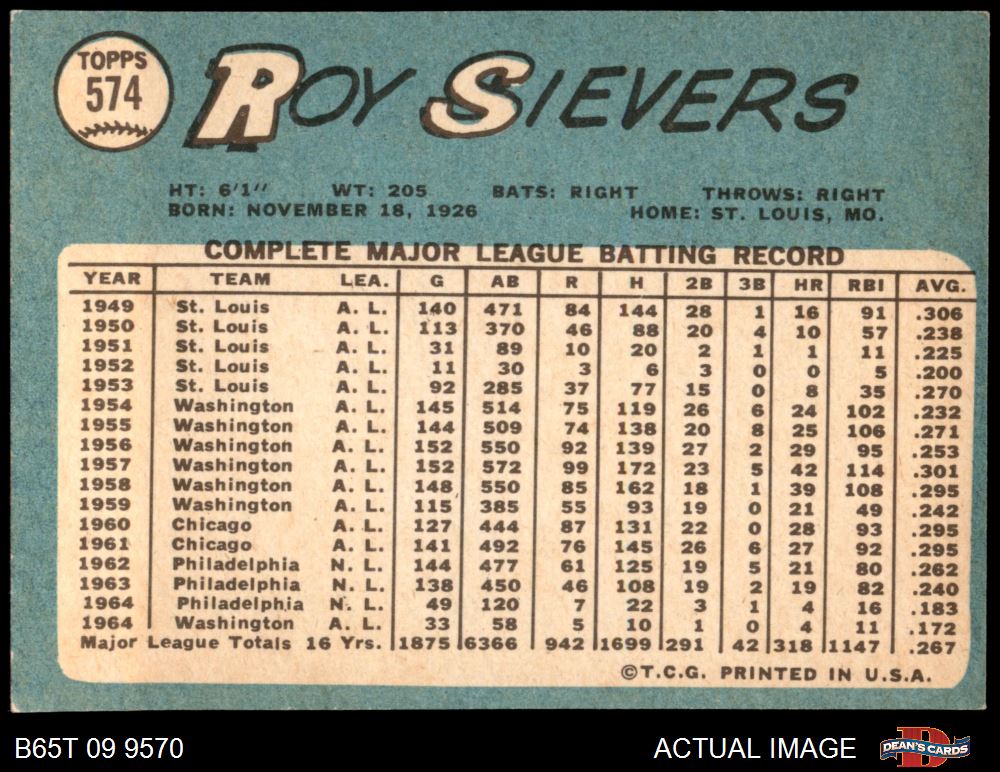 TOPPS
574
ROY SIEVERS
HT: 6'1" WT: 205 BATS: RIGHT THROWS: RIGHT
BORN: NOVEMBER 18, 1926 HOME: ST. LOUIS, MO.
COMPLETE MAJOR LEAGUE BATTING RECORD
YEAR TEAM LEA. G AB R H 2B 3B HR RBI AVG.
1949 St. Louis A. L. 140 471 84 144 28 1 16 91 .306
1950 St. Louis A. L. 113 370 46 88 20 4 10 57 .238
1951 St. Louis A. L. 31 89 10 20 2 1 1 11 .225
1952 St. Louis A. L. 11 30 3 6 3 0 0 5 .200
1953 St. Louis A. L. 92 285 37 77 15 0 8 35 .270
1954 Washington A. L. 145 514 75 119 26 6 24 102 .232
1955 Washington A. L. 144 509 74 138 20 8 25 106 .271
1956 Washington A. L. 152 550 92 139 27 2 29 95 .253
1957 Washington A. L. 152 572 99 172 23 5 42 114 .301
1958 Washington A. L. 148 550 85 162 18 1 39 108 .295
1959 Washington A. L. 115 385 55 93 19 0 21 49 .242
1960 Chicago A. L. 127 444 87 131 22 0 28 93 .295
1961 Chicago A. L. 141 492 76 145 26 6 27 92 .295
1962 Philadelphia N. L. 144 477 61 125 19 5 21 80 .262
1963 Philadelphia N. L. 138 450 46 108 19 2 19 82 .240
1964 Philadelphia N. L. 49 120 7 22 3 1 4 16 .183
1964 Washington A. L. 33 58 5 10 1 0 4 11 .172
Major League Totals 16 Yrs. 1875 6366 942 1699 291 42 318 1147 .267
©T.C.G. PRINTED IN U.S.A.
B65T 09 9570 ACTUAL IMAGE DEAN'S CARDS